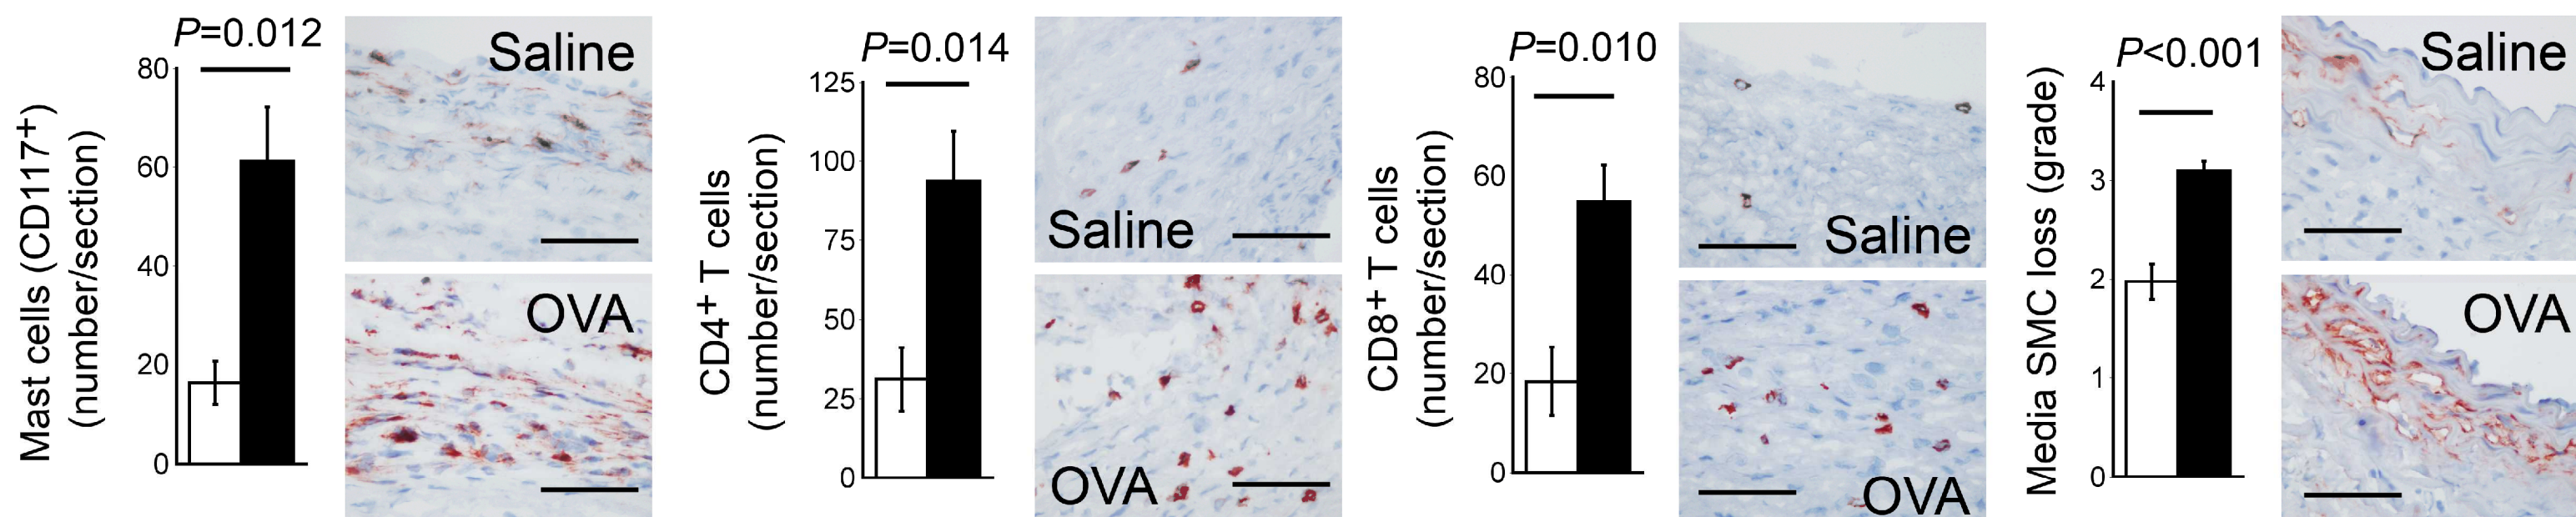 P=0.012
Mast cells (CD117+)
(number/section)
80
60
40
20
0
Saline
OVA
P=0.014
CD4+ T cells
(number/section)
125
100
75
50
25
0
Saline
OVA
P=0.010
CD8+ T cells
(number/section)
80
60
40
20
0
Saline
OVA
P<0.001
Media SMC loss (grade)
4
3
2
1
0
Saline
OVA